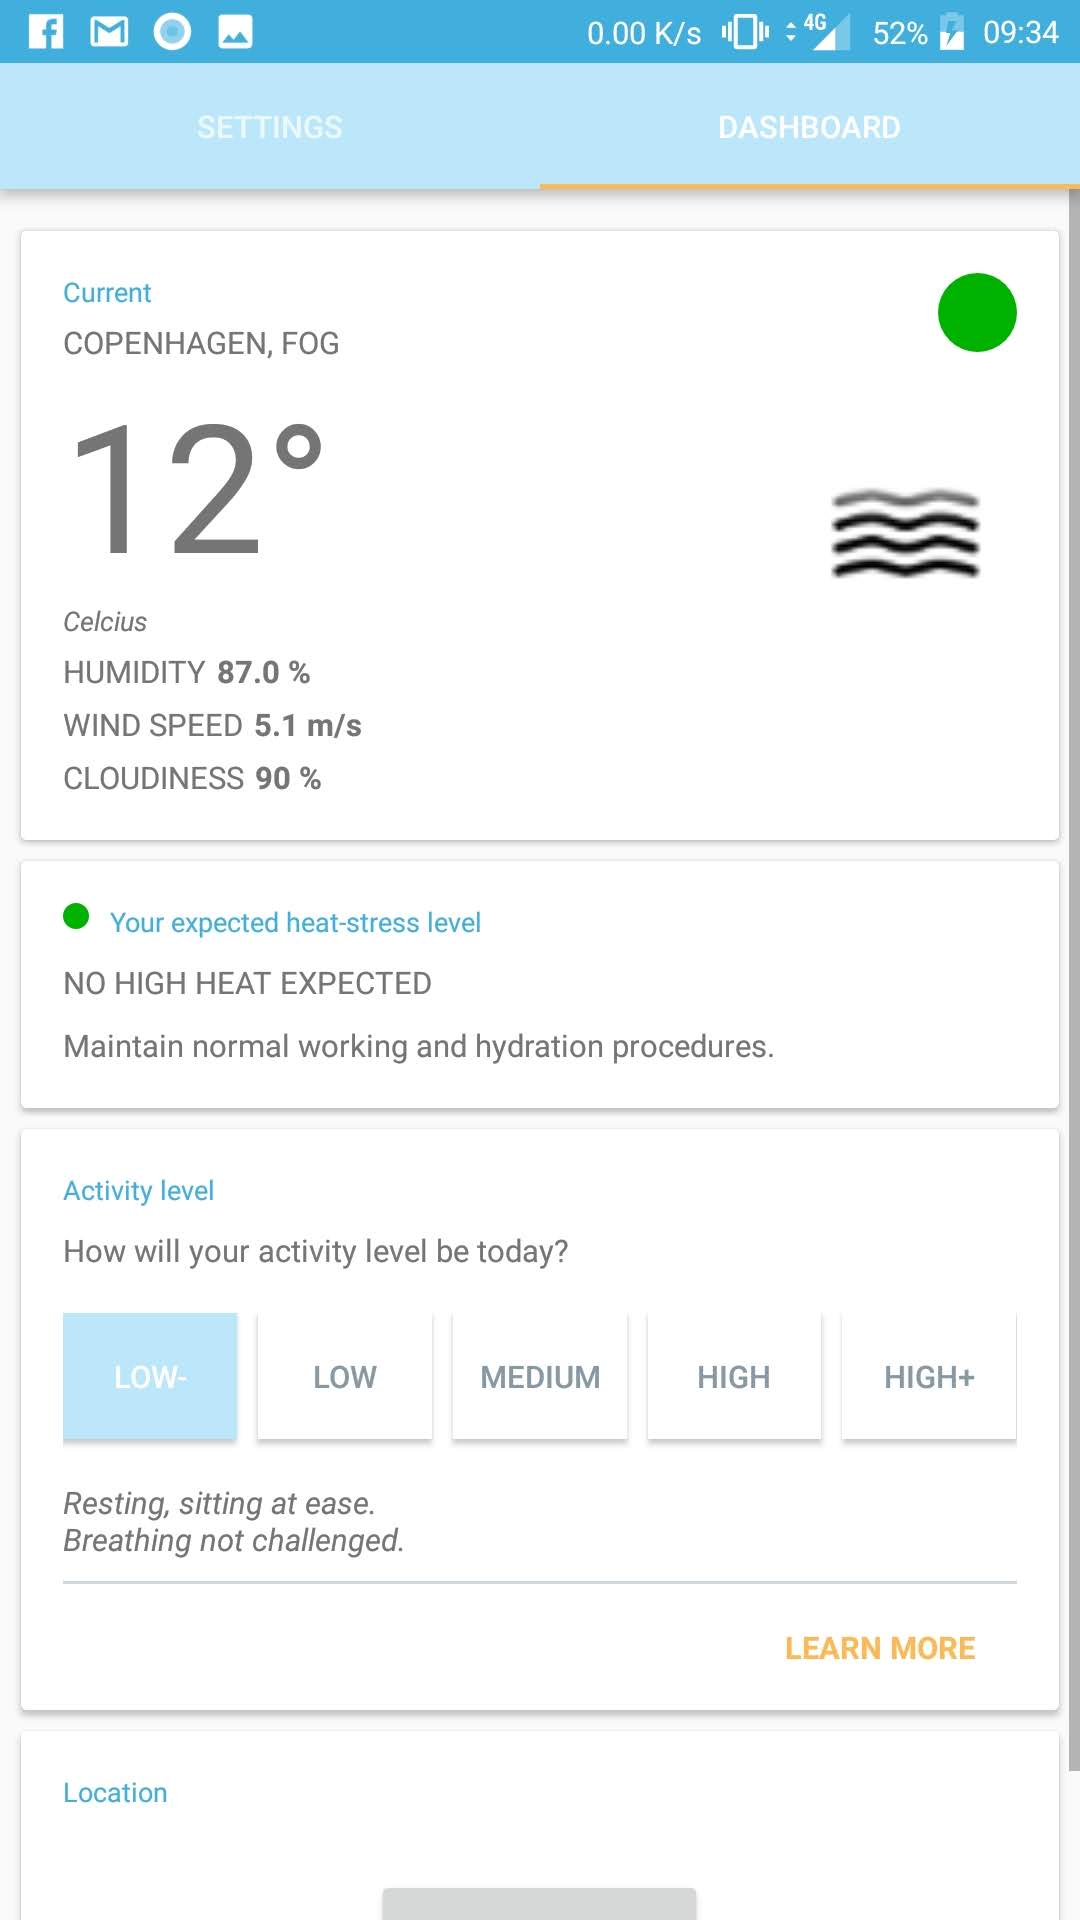 0.00 K/s 4G 52% 09:34
SETTINGS DASHBOARD
Current
COPENHAGEN, FOG
12°
Celcius
HUMIDITY 87.0 %
WIND SPEED 5.1 m/s
CLOUDINESS 90 %
Your expected heat-stress level
NO HIGH HEAT EXPECTED
Maintain normal working and hydration procedures.
Activity level
How will your activity level be today?
LOW- LOW MEDIUM HIGH HIGH+
Resting, sitting at ease.
Breathing not challenged.
LEARN MORE
Location